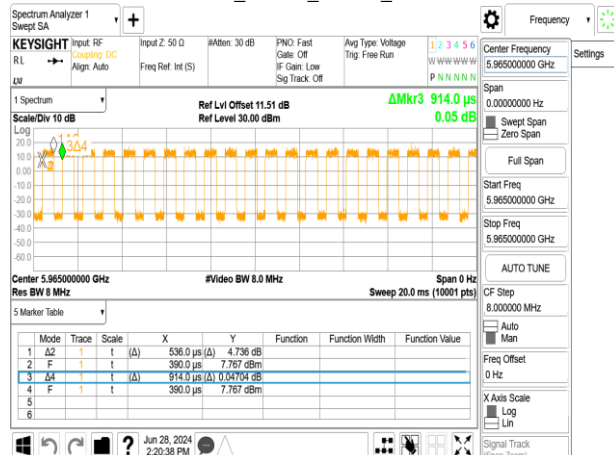 Spectrum Analyzer 1
Swept SA
+
Frequency
KEYSIGHT
Input: RF
Coupling: DC
Align: Auto
Input Z: 50 Ω
Freq Ref: Int (S)
#Atten: 30 dB
PNO: Fast
Gate: Off
IF Gain: Low
Sig Track: Off
Avg Type: Voltage
Trig: Free Run
1 2 3 4 5 6
W W W W W W
P N N N N N
RL
LXI
Center Frequency
5.965000000 GHz
Settings
Span
0.00000000 Hz
Swept Span
Zero Span
Full Span
Start Freq
5.965000000 GHz
Stop Freq
5.965000000 GHz
AUTO TUNE
CF Step
8.000000 MHz
Auto
Man
Freq Offset
0 Hz
X Axis Scale
Log
Lin
Signal Track
(Span Zoom)
1 Spectrum
Scale/Div 10 dB
Ref Lvl Offset 11.51 dB
Ref Level 30.00 dBm
ΔMkr3 914.0 µs
0.05 dB
Log
20.0
10.0
0.00
-10.0
-20.0
-30.0
-40.0
-50.0
-60.0
3Δ4
Center 5.965000000 GHz
#Video BW 8.0 MHz
Span 0 Hz
Res BW 8 MHz
Sweep 20.0 ms (10001 pts)
5 Marker Table
Mode Trace Scale X Y Function Function Width Function Value
1 Δ2 1 t (Δ) 536.0 µs (Δ) 4.736 dB
2 F 1 t 390.0 µs 7.767 dBm
3 Δ4 1 t (Δ) 914.0 µs (Δ) 0.04704 dB
4 F 1 t 390.0 µs 7.767 dBm
5
6
?
Jun 28, 2024
2:20:38 PM